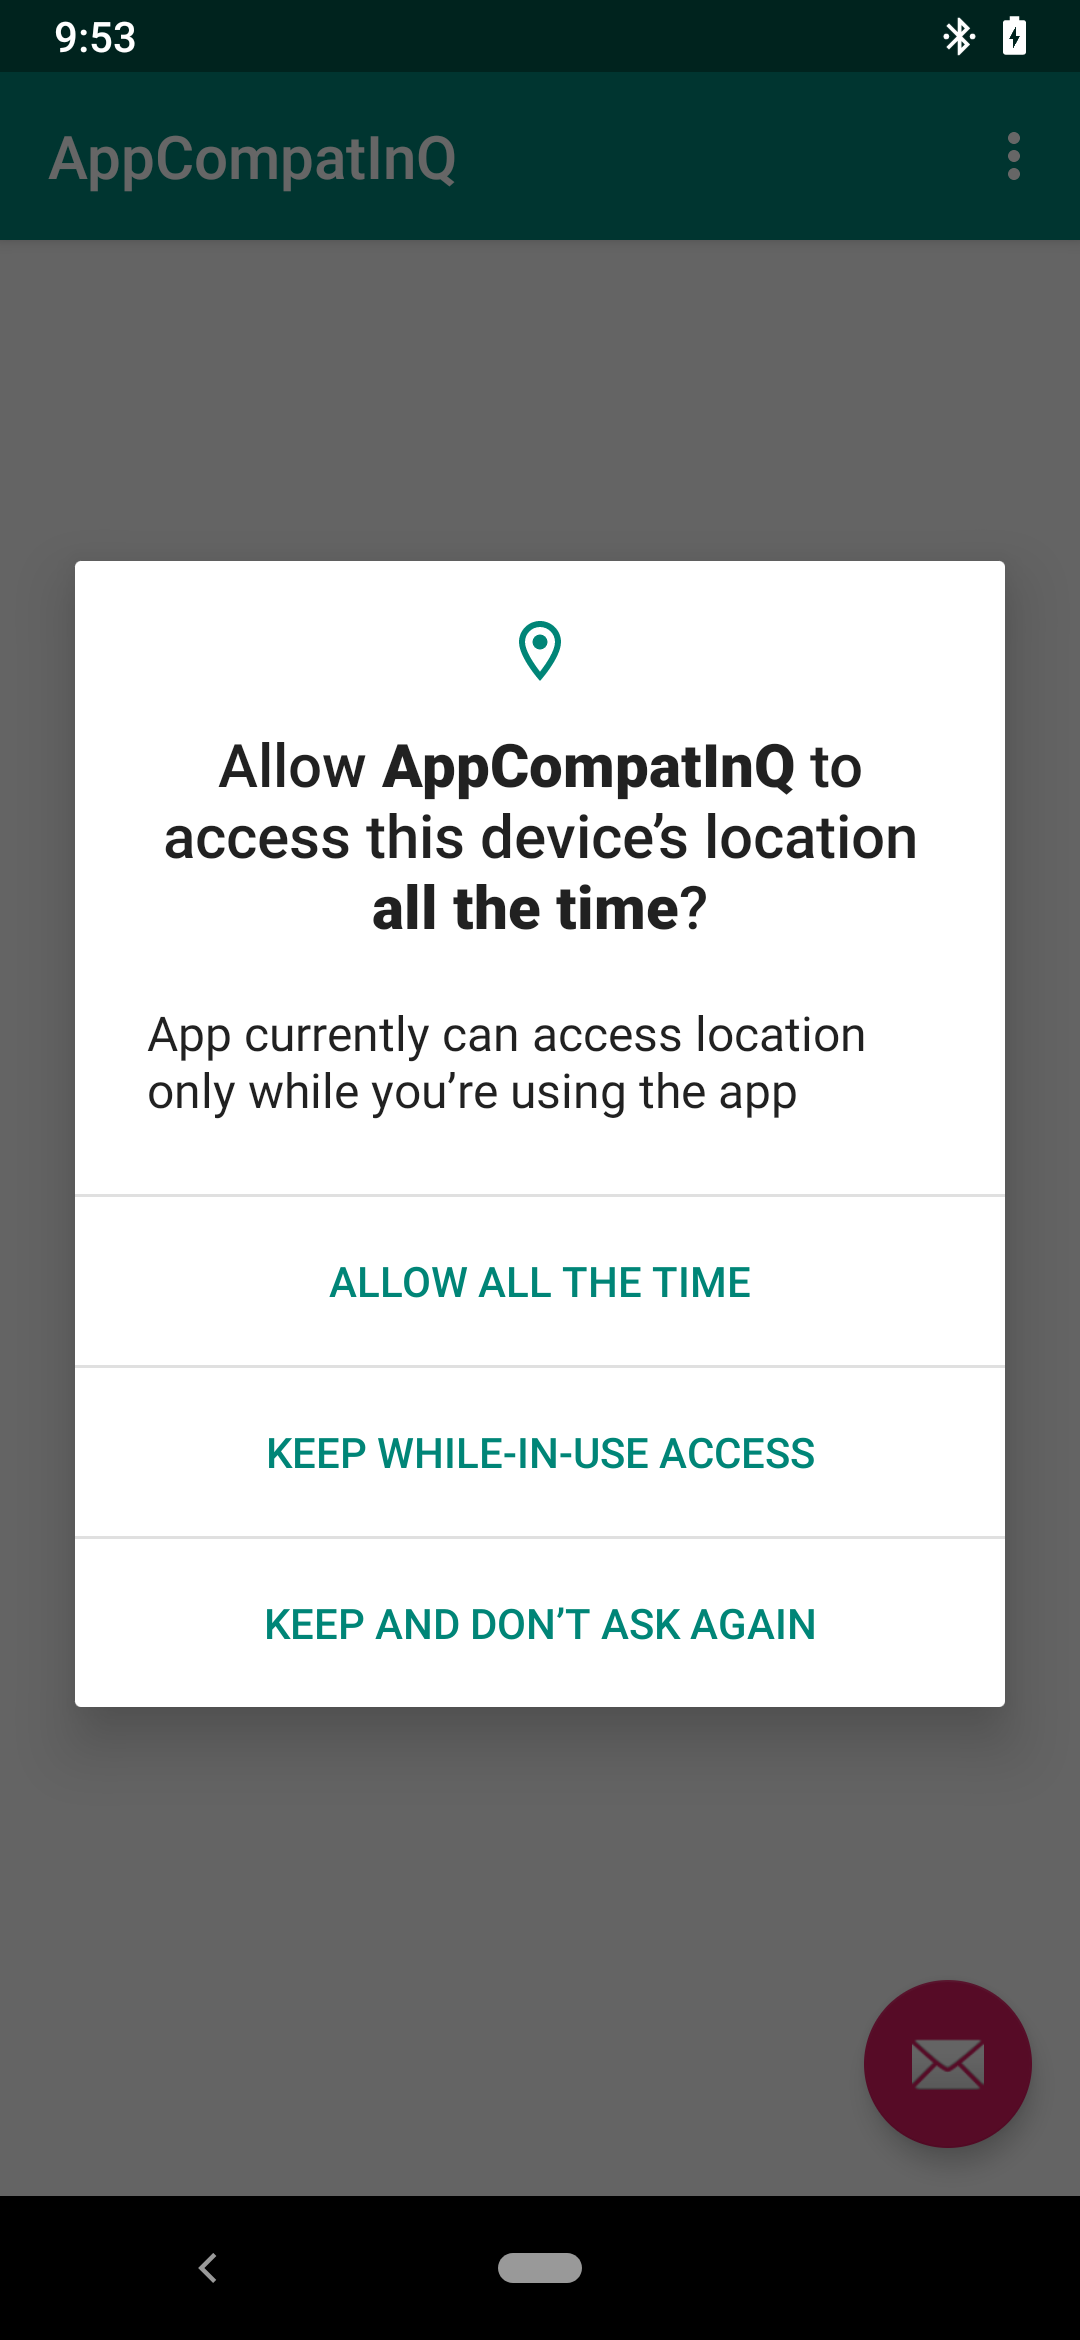 9:53
AppCompatInQ
Allow AppCompatInQ to
access this device’s location
all the time?
App currently can access location
only while you’re using the app
ALLOW ALL THE TIME
KEEP WHILE-IN-USE ACCESS
KEEP AND DON’T ASK AGAIN